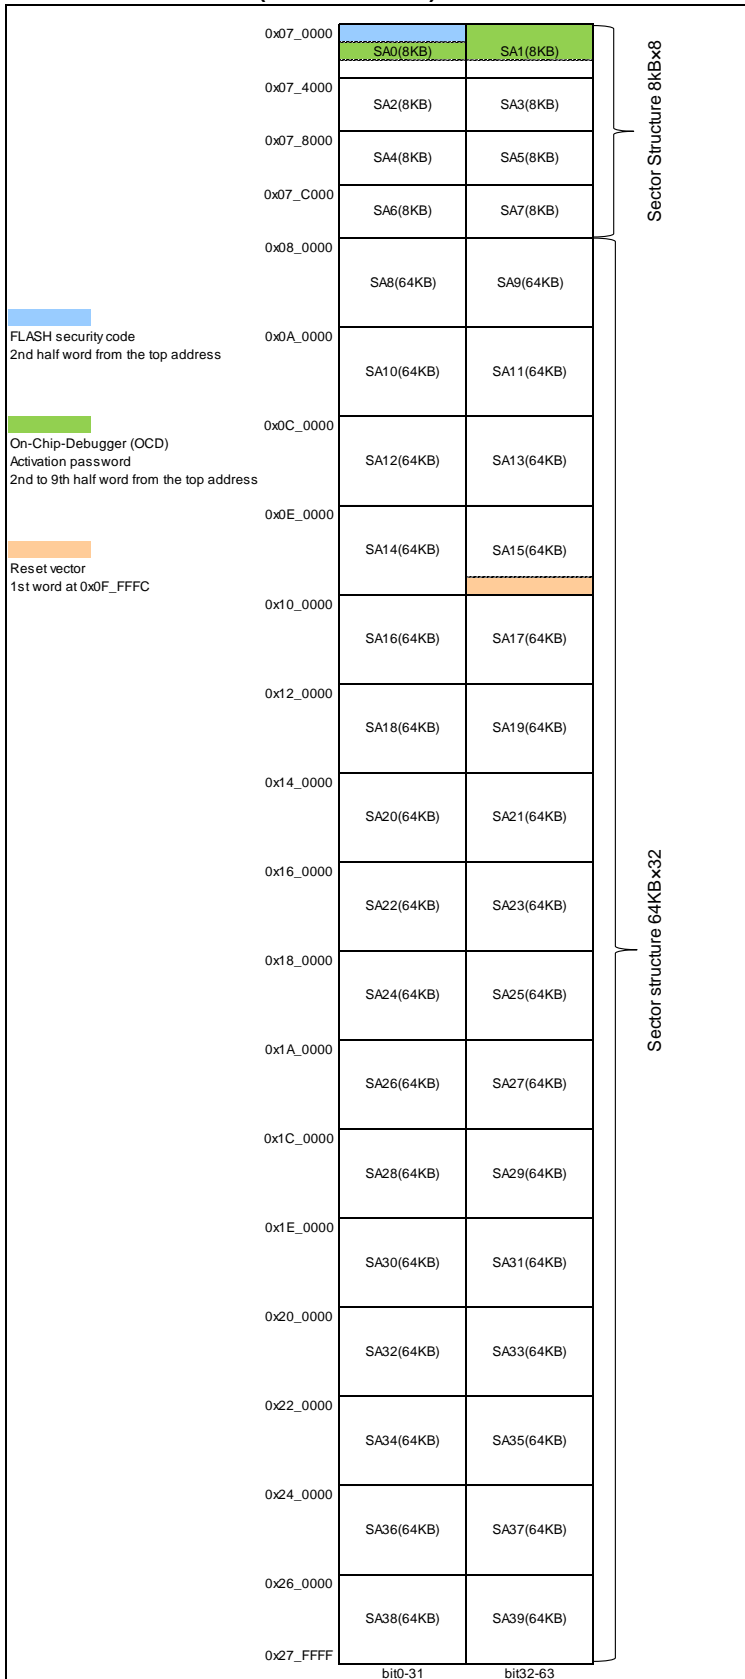 0x07_0000
SA0(8KB) SA1(8KB)
0x07_4000
SA2(8KB) SA3(8KB)
0x07_8000
SA4(8KB) SA5(8KB)
0x07_C000
SA6(8KB) SA7(8KB)
Sector Structure 8kB×8
0x08_0000
SA8(64KB) SA9(64KB)
FLASH security code
2nd half word from the top address
0x0A_0000
SA10(64KB) SA11(64KB)
0x0C_0000
On-Chip-Debugger (OCD)
Activation password
2nd to 9th half word from the top address
SA12(64KB) SA13(64KB)
0x0E_0000
SA14(64KB) SA15(64KB)
Reset vector
1st word at 0x0F_FFFC
0x10_0000
SA16(64KB) SA17(64KB)
0x12_0000
SA18(64KB) SA19(64KB)
0x14_0000
SA20(64KB) SA21(64KB)
0x16_0000
SA22(64KB) SA23(64KB)
Sector structure 64KB×32
0x18_0000
SA24(64KB) SA25(64KB)
0x1A_0000
SA26(64KB) SA27(64KB)
0x1C_0000
SA28(64KB) SA29(64KB)
0x1E_0000
SA30(64KB) SA31(64KB)
0x20_0000
SA32(64KB) SA33(64KB)
0x22_0000
SA34(64KB) SA35(64KB)
0x24_0000
SA36(64KB) SA37(64KB)
0x26_0000
SA38(64KB) SA39(64KB)
0x27_FFFF
bit0-31 bit32-63